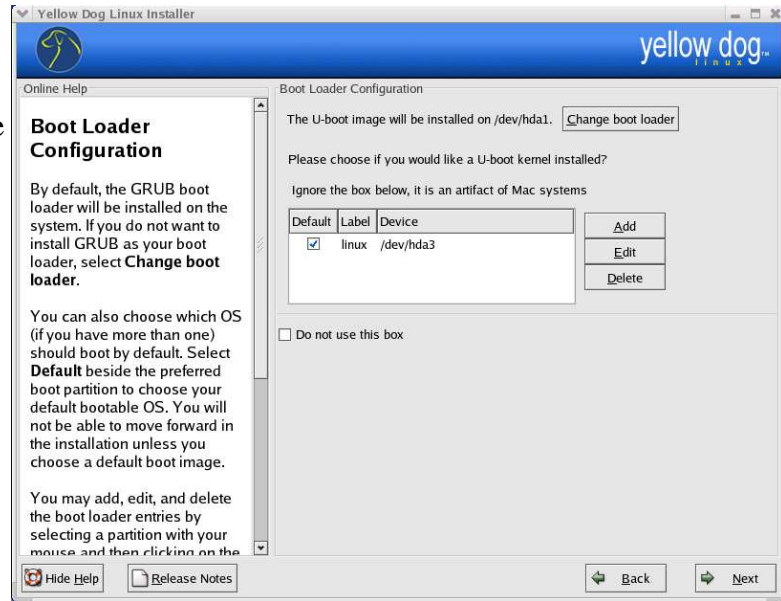 Yellow Dog Linux Installer
yellow dog™
linux
Online Help
e
Boot Loader
Configuration
By default, the GRUB boot
loader will be installed on the
system. If you do not want to
install GRUB as your boot
loader, select Change boot
loader.
You can also choose which OS
(if you have more than one)
should boot by default. Select
Default beside the preferred
boot partition to choose your
default bootable OS. You will
not be able to move forward in
the installation unless you
choose a default boot image.
You may add, edit, and delete
the boot loader entries by
selecting a partition with your
mouse and then clicking on the
Boot Loader Configuration
The U-boot image will be installed on /dev/hda1. Change boot loader
Please choose if you would like a U-boot kernel installed?
Ignore the box below, it is an artifact of Mac systems
Default Label Device
linux /dev/hda3
Add
Edit
Delete
Do not use this box
Hide Help Release Notes Back Next